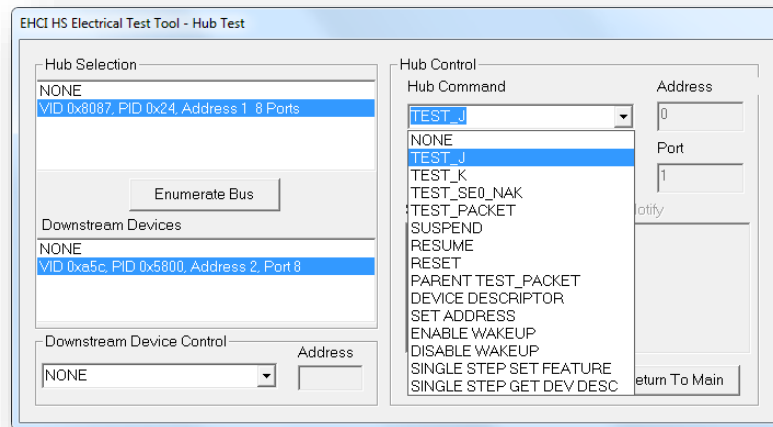 EHCI HS Electrical Test Tool - Hub Test
Hub Selection
NONE
VID 0x8087, PID 0x24, Address 1 8 Ports
Enumerate Bus
Downstream Devices
NONE
VID 0xa5c, PID 0x5800, Address 2, Port 8
Downstream Device Control
Address
NONE
Hub Control
Hub Command
Address
TEST_J
0
Port
1
NONE
TEST_J
TEST_K
TEST_SE0_NAK
TEST_PACKET
SUSPEND
RESUME
RESET
PARENT TEST_PACKET
DEVICE DESCRIPTOR
SET ADDRESS
ENABLE WAKEUP
DISABLE WAKEUP
SINGLE STEP SET FEATURE
SINGLE STEP GET DEV DESC
To Main